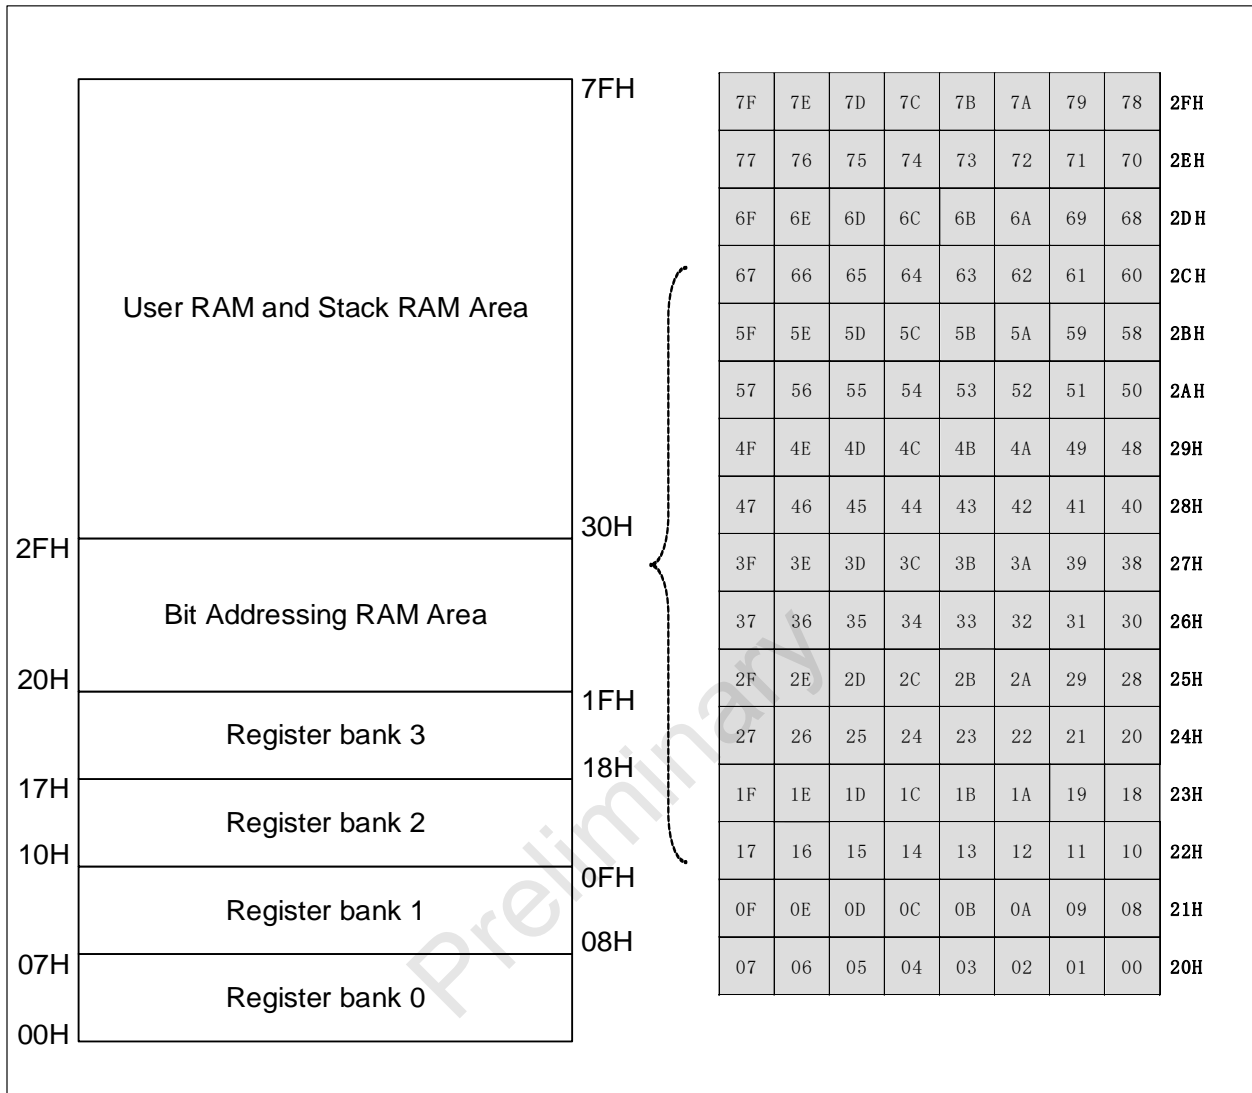 7FH
User RAM and Stack RAM Area
30H
2FH
Bit Addressing RAM Area
20H
1FH
Register bank 3
18H
17H
Register bank 2
10H
0FH
Register bank 1
08H
07H
Register bank 0
00H
7F 7E 7D 7C 7B 7A 79 78 2FH
77 76 75 74 73 72 71 70 2EH
6F 6E 6D 6C 6B 6A 69 68 2DH
67 66 65 64 63 62 61 60 2CH
5F 5E 5D 5C 5B 5A 59 58 2BH
57 56 55 54 53 52 51 50 2AH
4F 4E 4D 4C 4B 4A 49 48 29H
47 46 45 44 43 42 41 40 28H
3F 3E 3D 3C 3B 3A 39 38 27H
37 36 35 34 33 32 31 30 26H
2F 2E 2D 2C 2B 2A 29 28 25H
27 26 25 24 23 22 21 20 24H
1F 1E 1D 1C 1B 1A 19 18 23H
17 16 15 14 13 12 11 10 22H
0F 0E 0D 0C 0B 0A 09 08 21H
07 06 05 04 03 02 01 00 20H
Preliminary